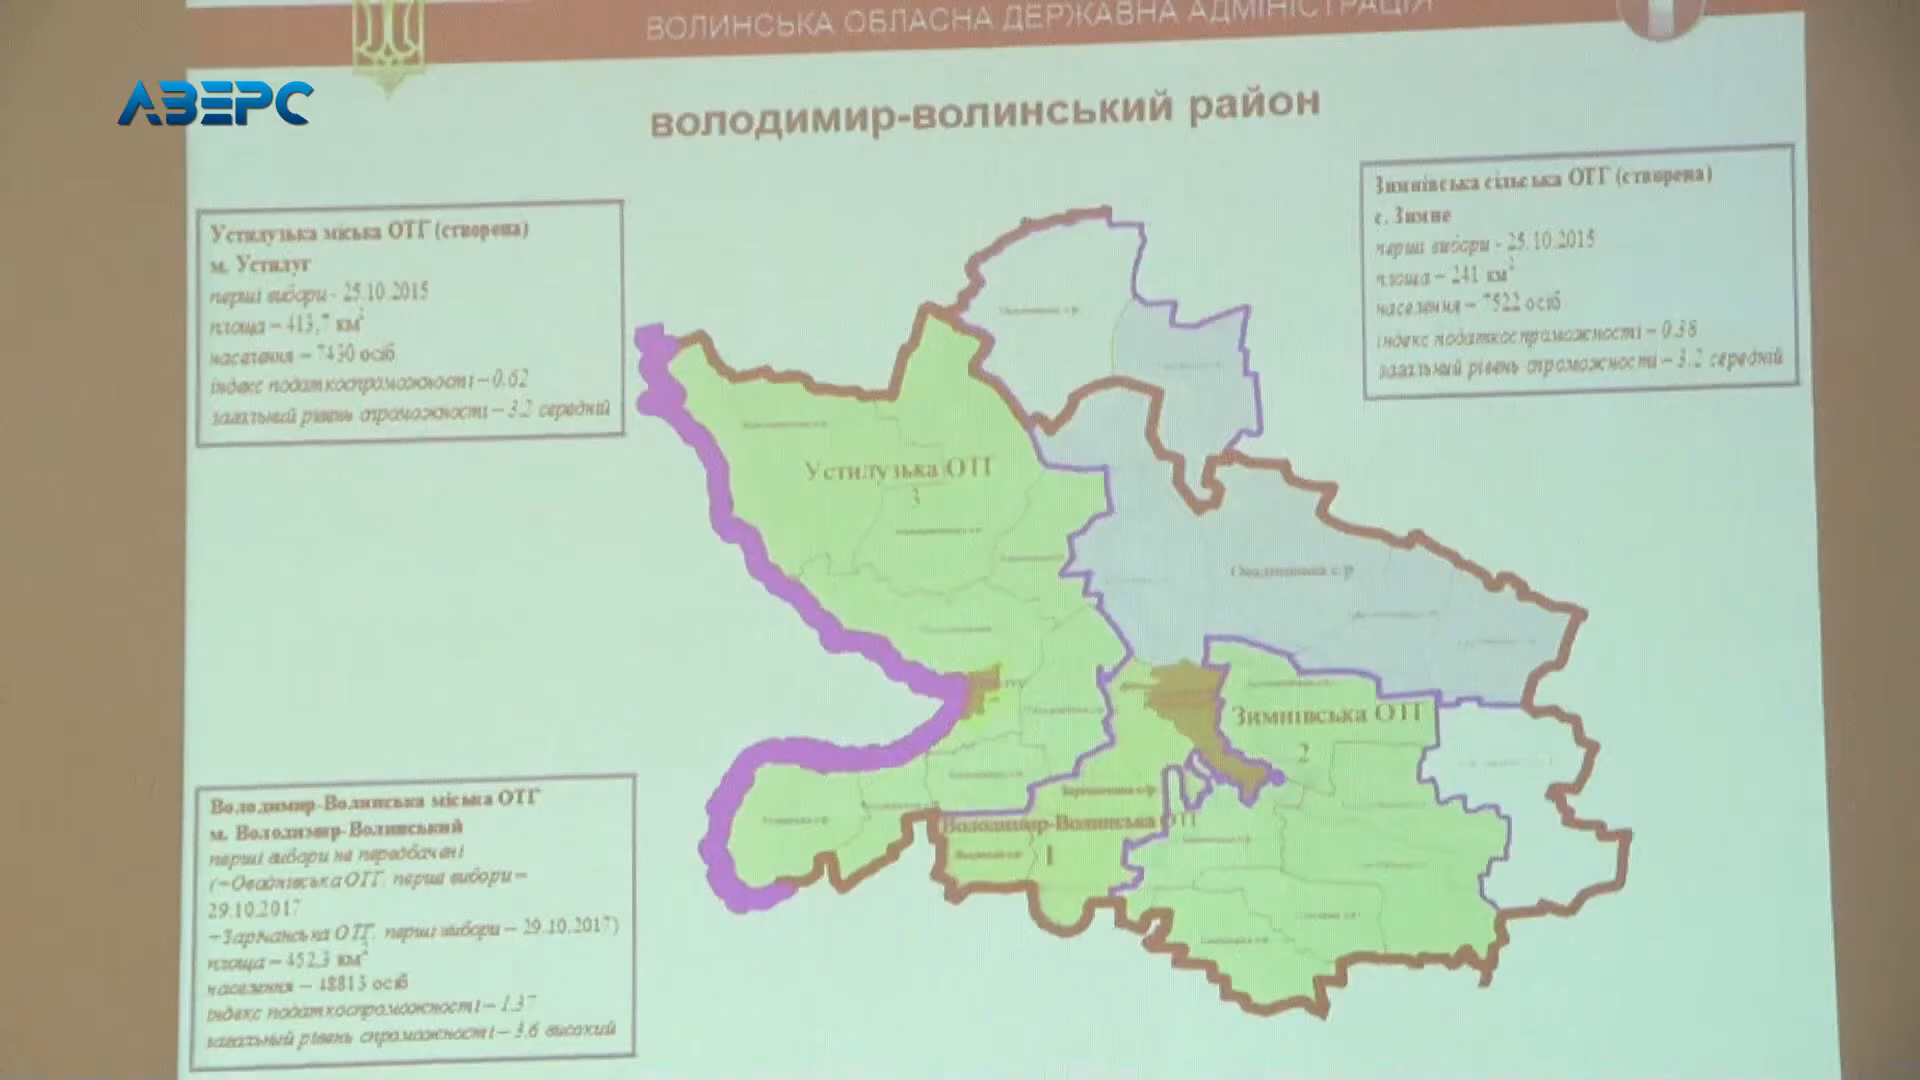 ВОЛИНСЬКА ОБЛАСНА ДЕРЖАВНА АДМІНІСТРАЦІЯ
АВЕРС
володимир-волинський район
Устилузька міська ОТГ (створена)
м. Устилуг
перші вибори - 25.10.2015
площа – 413,7 км²
населення – 7430 осіб
індекс податкоспроможності – 0.62
загальний рівень спроможності – 3.2 середній
Зимнівська сільська ОТГ (створена)
с. Зимне
перші вибори - 25.10.2015
площа – 241 км²
населення – 7522 осіб
індекс податкоспроможності – 0.38
загальний рівень спроможності – 3.2 середній
Устилузька ОТГ
3
Оваднівська с/р
Зимнівська ОТГ
2
Володимир-Волинська ОТГ
1
Володимир-Волинська міська ОТГ
м. Володимир-Волинський
перші вибори не передбачені
(–Оваднівська ОТГ, перші вибори –
29.10.2017
–Зарічанська ОТГ, перші вибори – 29.10.2017)
площа – 452,3 км²
населення – 48813 осіб
індекс податкоспроможності – 1.37
загальний рівень спроможності – 3.6 високий